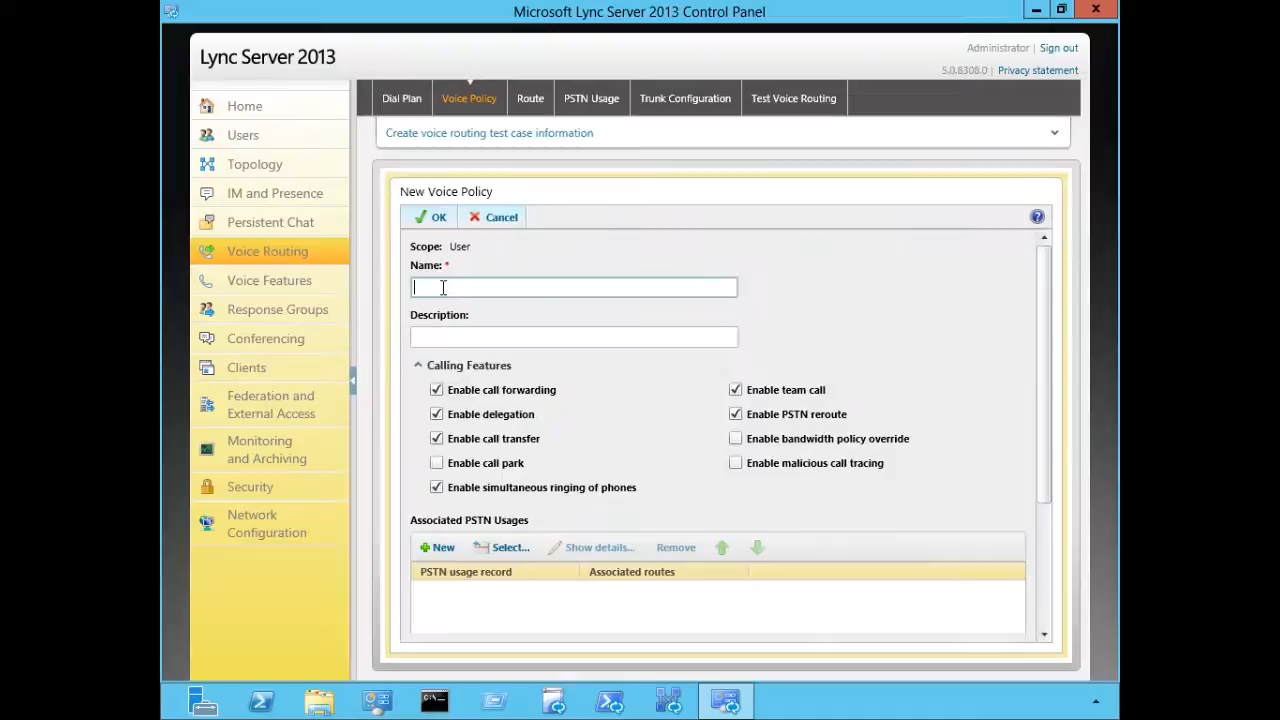 Microsoft Lync Server 2013 Control Panel
Lync Server 2013
Administrator | Sign out
5.0.8308.0 | Privacy statement
Home
Users
Topology
IM and Presence
Persistent Chat
Voice Routing
Voice Features
Response Groups
Conferencing
Clients
Federation and
External Access
Monitoring
and Archiving
Security
Network
Configuration
Dial Plan Voice Policy Route PSTN Usage Trunk Configuration Test Voice Routing
Create voice routing test case information
New Voice Policy
OK Cancel
Scope: User
Name: *
Description:
Calling Features
Enable call forwarding Enable team call
Enable delegation Enable PSTN reroute
Enable call transfer Enable bandwidth policy override
Enable call park Enable malicious call tracing
Enable simultaneous ringing of phones
Associated PSTN Usages
New Select... Show details... Remove
PSTN usage record Associated routes